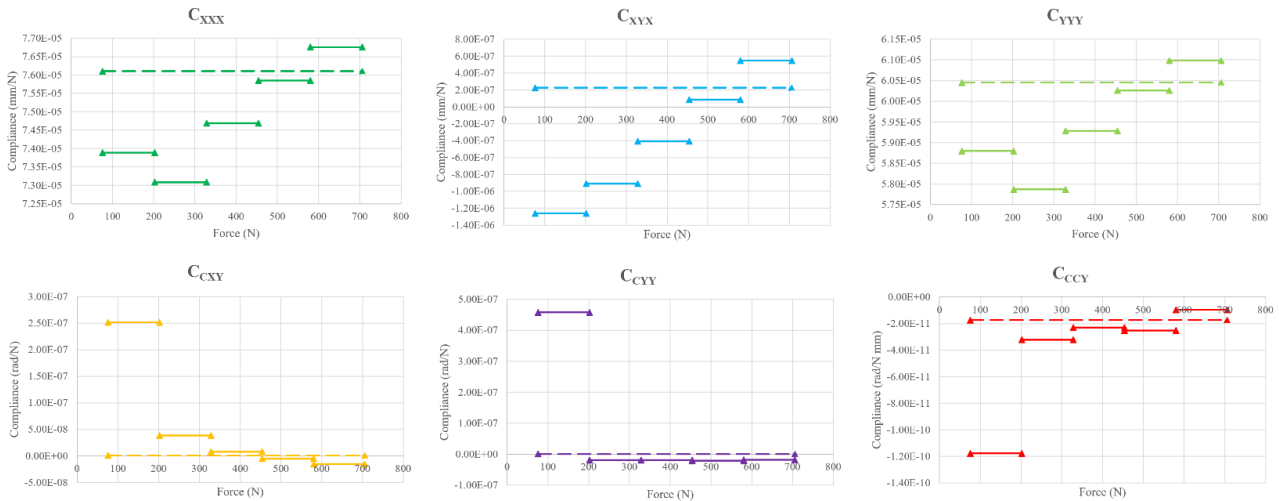 C_XXX
Compliance (mm/N)
7.70E-05
7.65E-05
7.60E-05
7.55E-05
7.50E-05
7.45E-05
7.40E-05
7.35E-05
7.30E-05
7.25E-05
0 100 200 300 400 500 600 700 800
Force (N)
C_XYX
Compliance (mm/N)
8.00E-07
6.00E-07
4.00E-07
2.00E-07
0.00E+00
-2.00E-07
-4.00E-07
-6.00E-07
-8.00E-07
-1.00E-06
-1.20E-06
-1.40E-06
0 100 200 300 400 500 600 700 800
Force (N)
C_YYY
Compliance (mm/N)
6.15E-05
6.10E-05
6.05E-05
6.00E-05
5.95E-05
5.90E-05
5.85E-05
5.80E-05
5.75E-05
0 100 200 300 400 500 600 700 800
Force (N)
C_CXY
Compliance (rad/N)
3.00E-07
2.50E-07
2.00E-07
1.50E-07
1.00E-07
5.00E-08
0.00E+00
-5.00E-08
0 100 200 300 400 500 600 700 800
Force (N)
C_CYY
Compliance (rad/N)
5.00E-07
4.00E-07
3.00E-07
2.00E-07
1.00E-07
0.00E+00
-1.00E-07
0 100 200 300 400 500 600 700 800
Force (N)
C_CCY
Compliance (rad/N mm)
0.00E+00
-2.00E-11
-4.00E-11
-6.00E-11
-8.00E-11
-1.00E-10
-1.20E-10
-1.40E-10
0 100 200 300 400 500 600 700 800
Force (N)